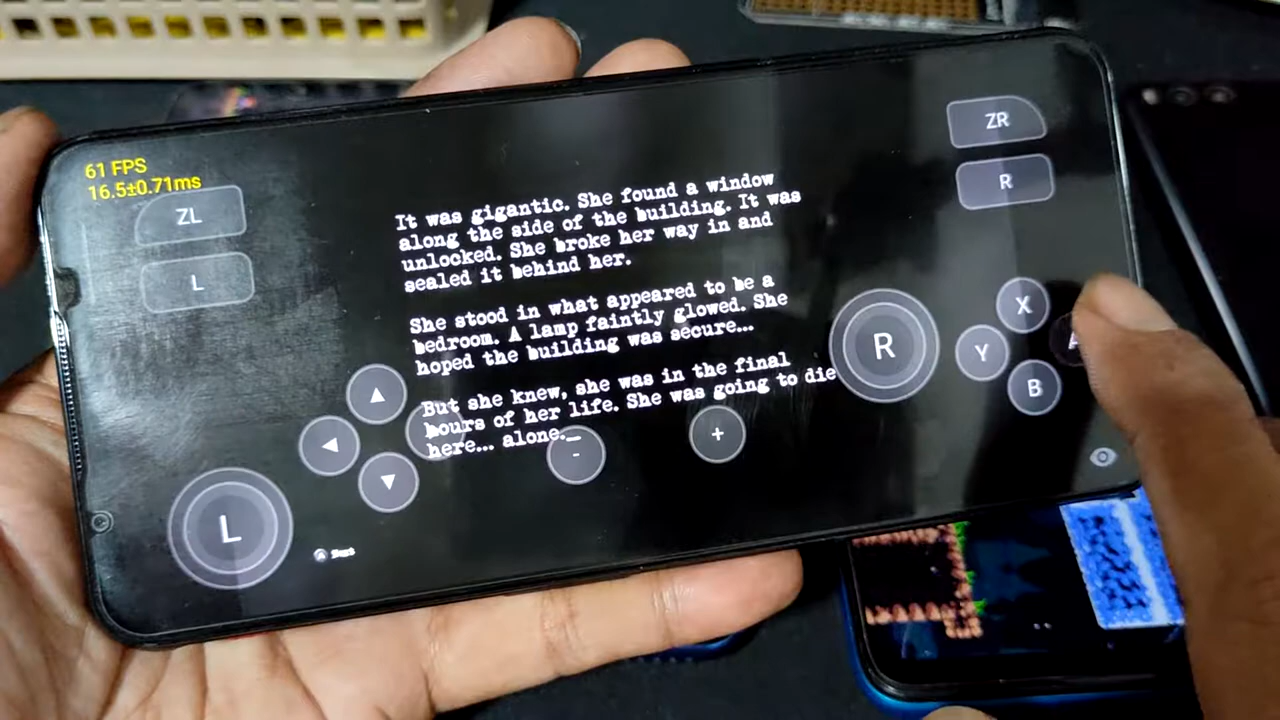 61 FPS
16.5±0.71ms
ZL
L
ZR
R
It was gigantic. She found a window
along the side of the building. It was
unlocked. She broke her way in and
sealed it behind her.
She stood in what appeared to be a
bedroom. A lamp faintly glowed. She
hoped the building was secure...
But she knew, she was in the final
hours of her life. She was going to die
here... alone._
R
X
Y
B
-
+
L